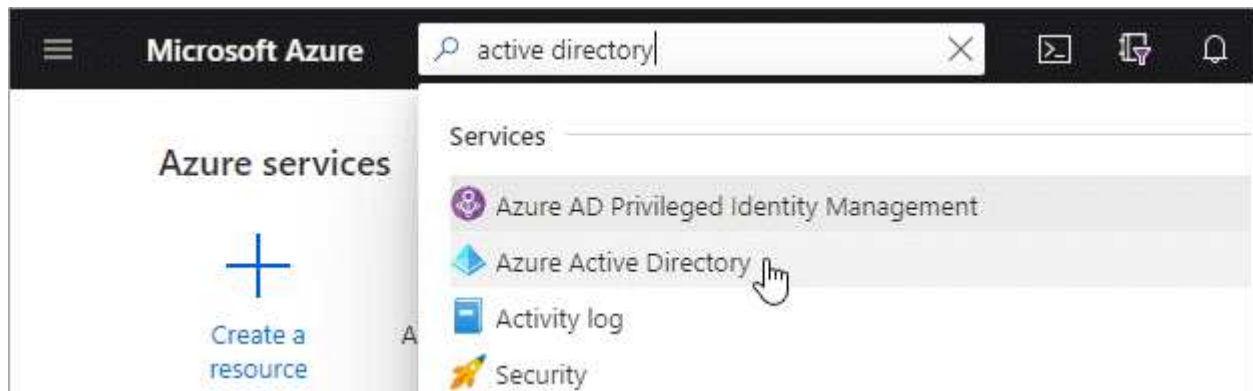 Microsoft Azure
active directory
Services
Azure services
Azure AD Privileged Identity Management
Azure Active Directory
Activity log
Security
Create a
resource
A